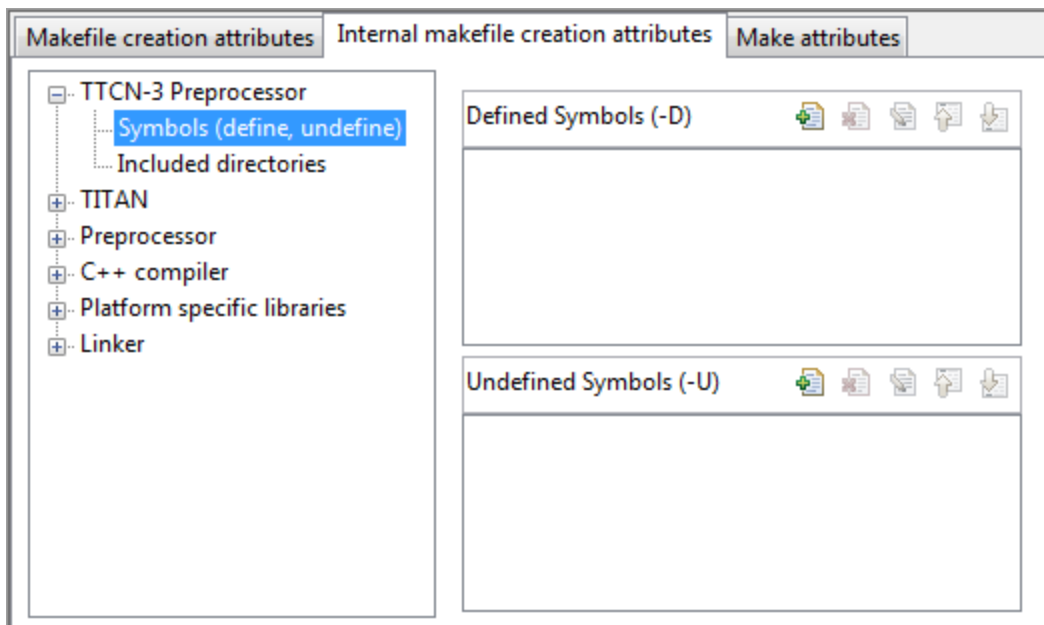 Makefile creation attributes
Internal makefile creation attributes
Make attributes
TTCN-3 Preprocessor
Symbols (define, undefine)
Included directories
TITAN
Preprocessor
C++ compiler
Platform specific libraries
Linker
Defined Symbols (-D)
Undefined Symbols (-U)